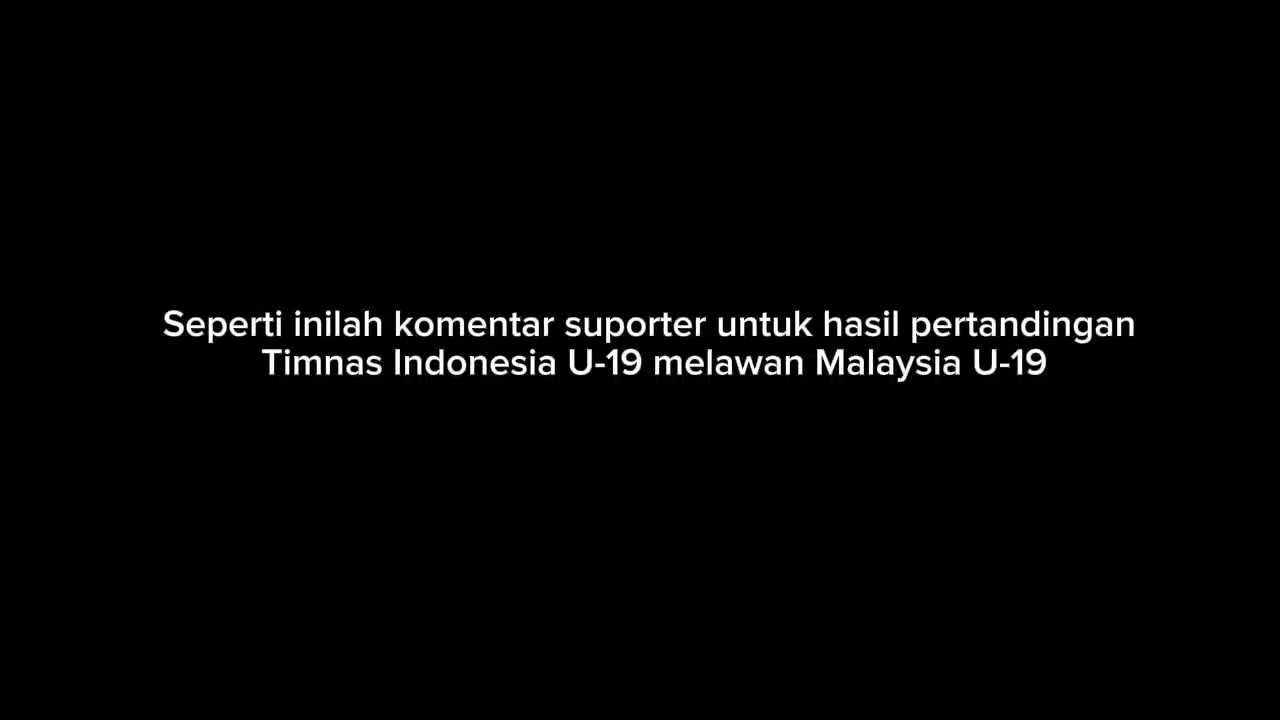 Seperti inilah komentar suporter untuk hasil pertandingan
Timnas Indonesia U-19 melawan Malaysia U-19